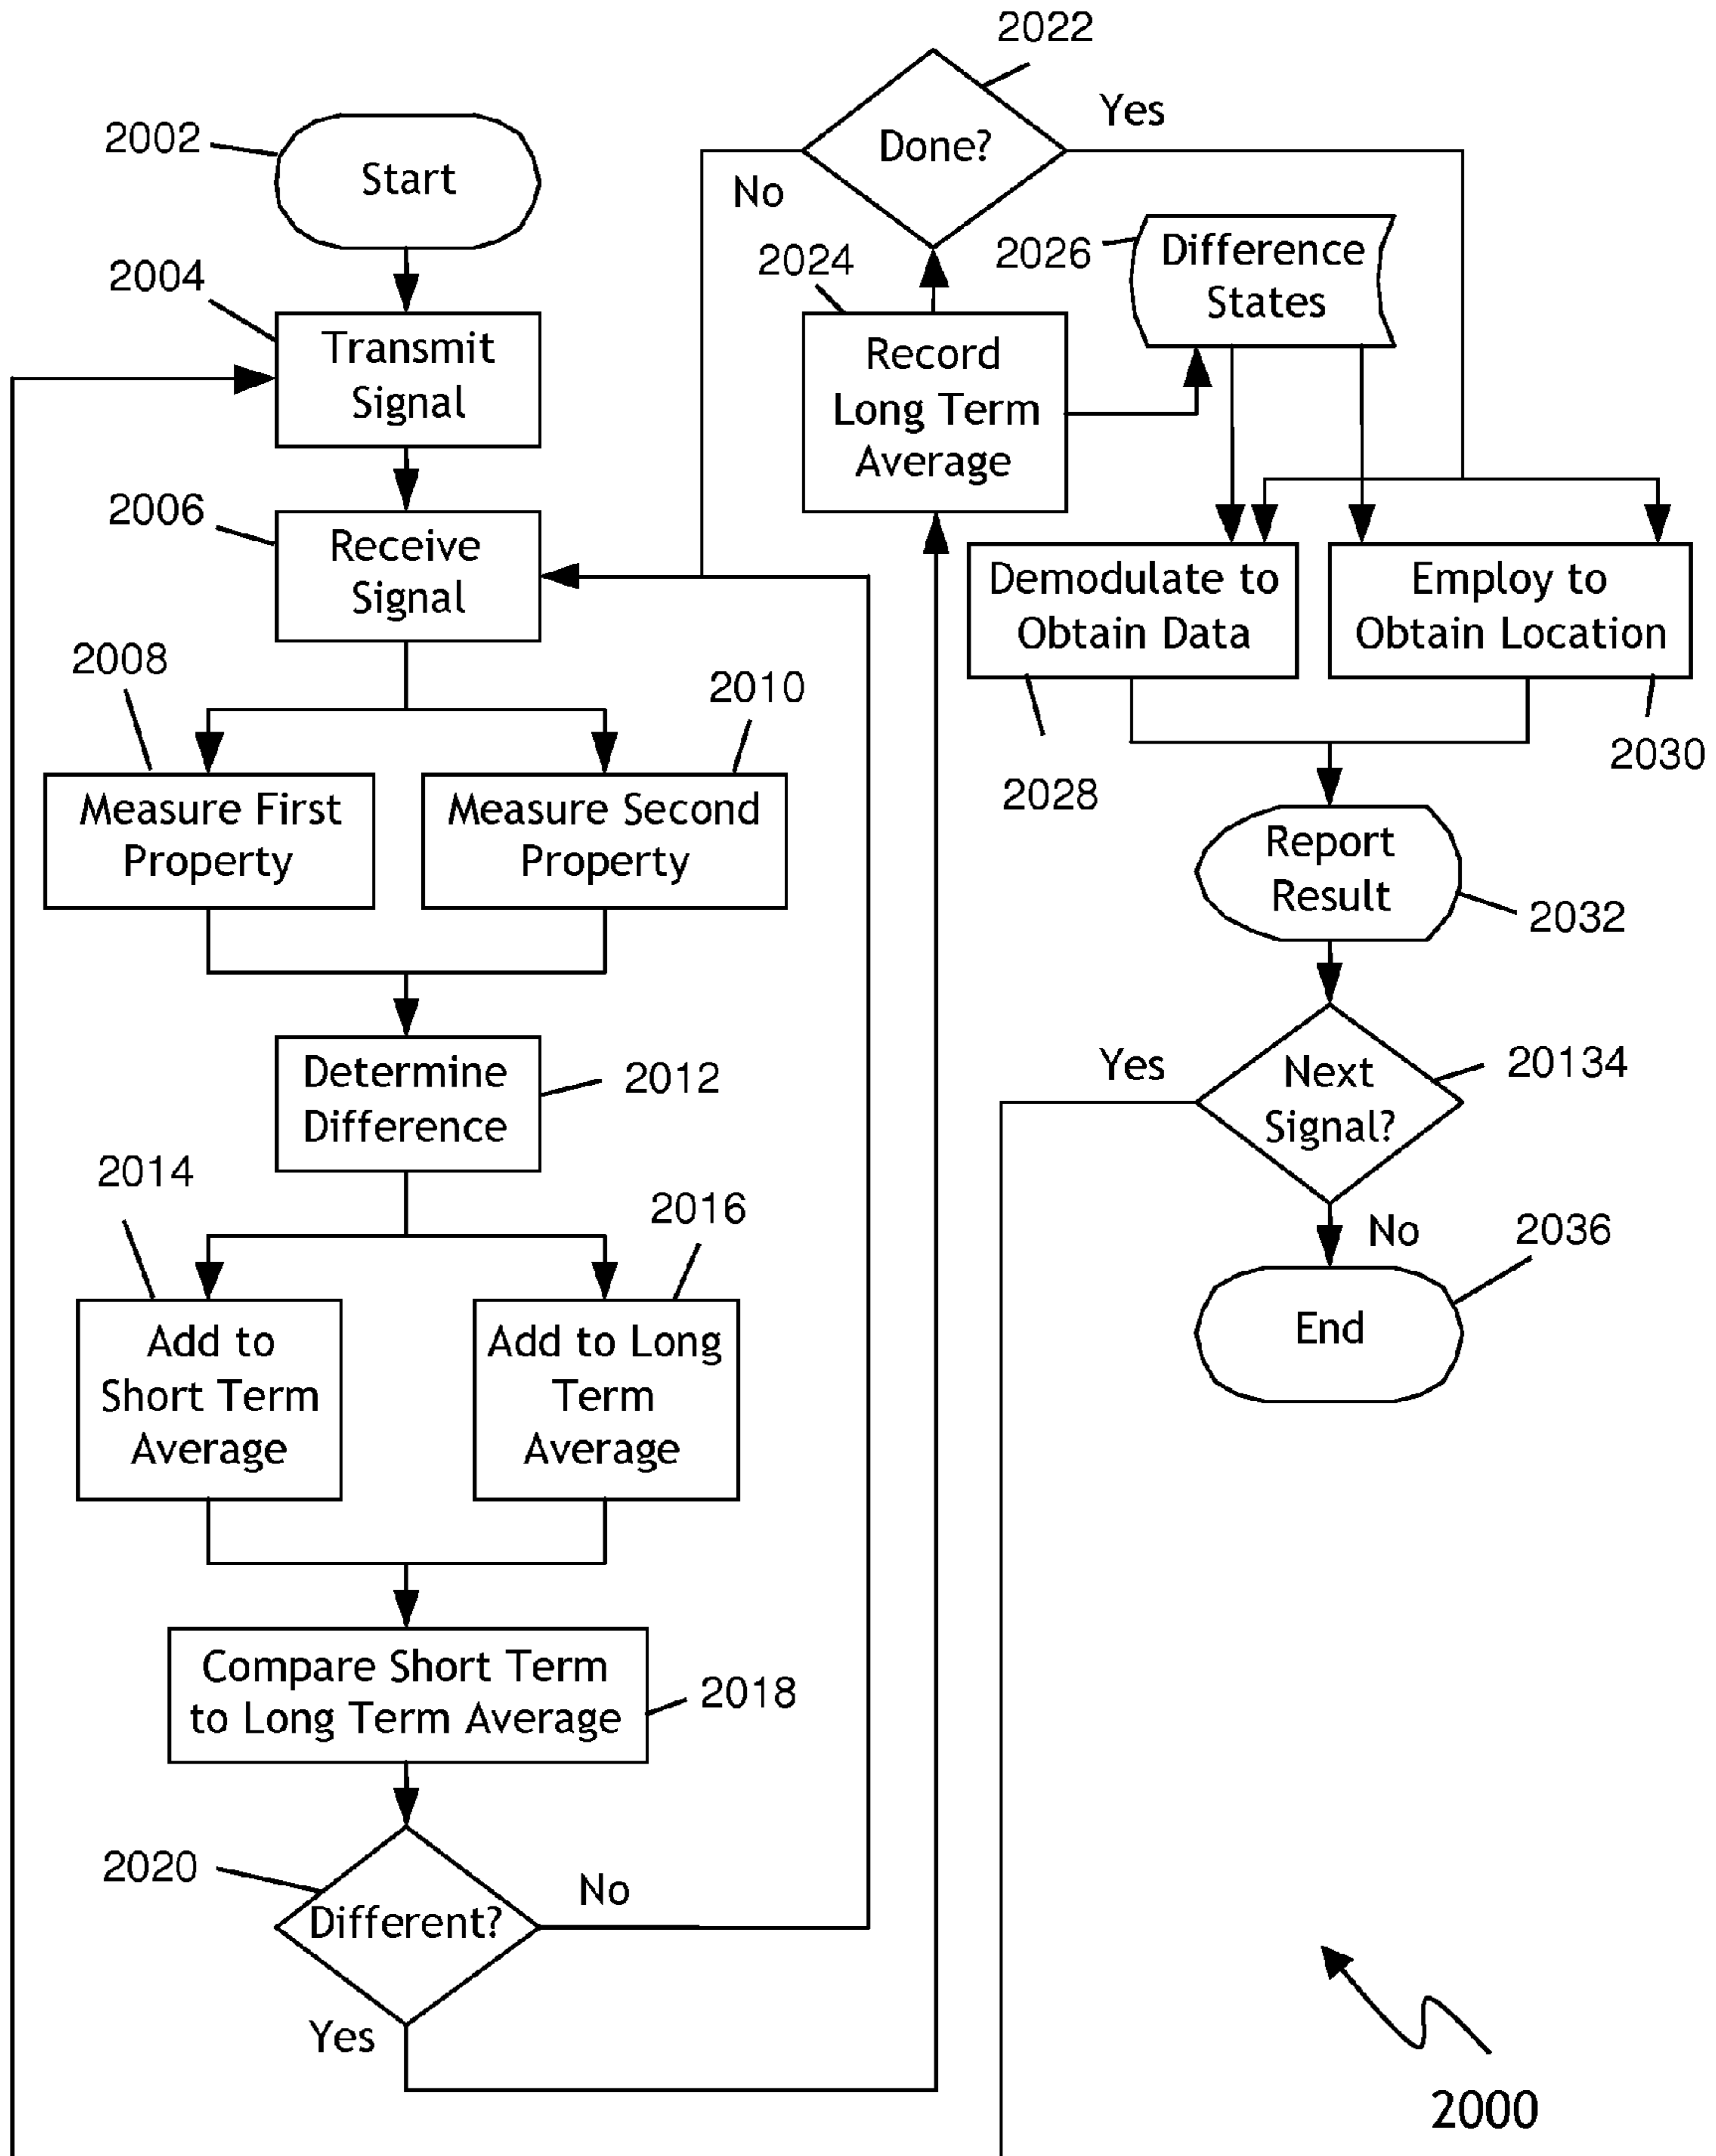 2002
Start
2004
Transmit
Signal
2006
Receive
Signal
2008
Measure First
Property
2010
Measure Second
Property
Determine
Difference
2012
2014
Add to
Short Term
Average
2016
Add to Long
Term
Average
Compare Short Term
to Long Term Average
2018
2020
Different?
No
Yes
2022
Done?
Yes
No
2024
Record
Long Term
Average
2026
Difference
States
Demodulate to
Obtain Data
2028
Employ to
Obtain Location
2030
Report
Result
2032
Next
Signal?
20134
Yes
No
2036
End
2000